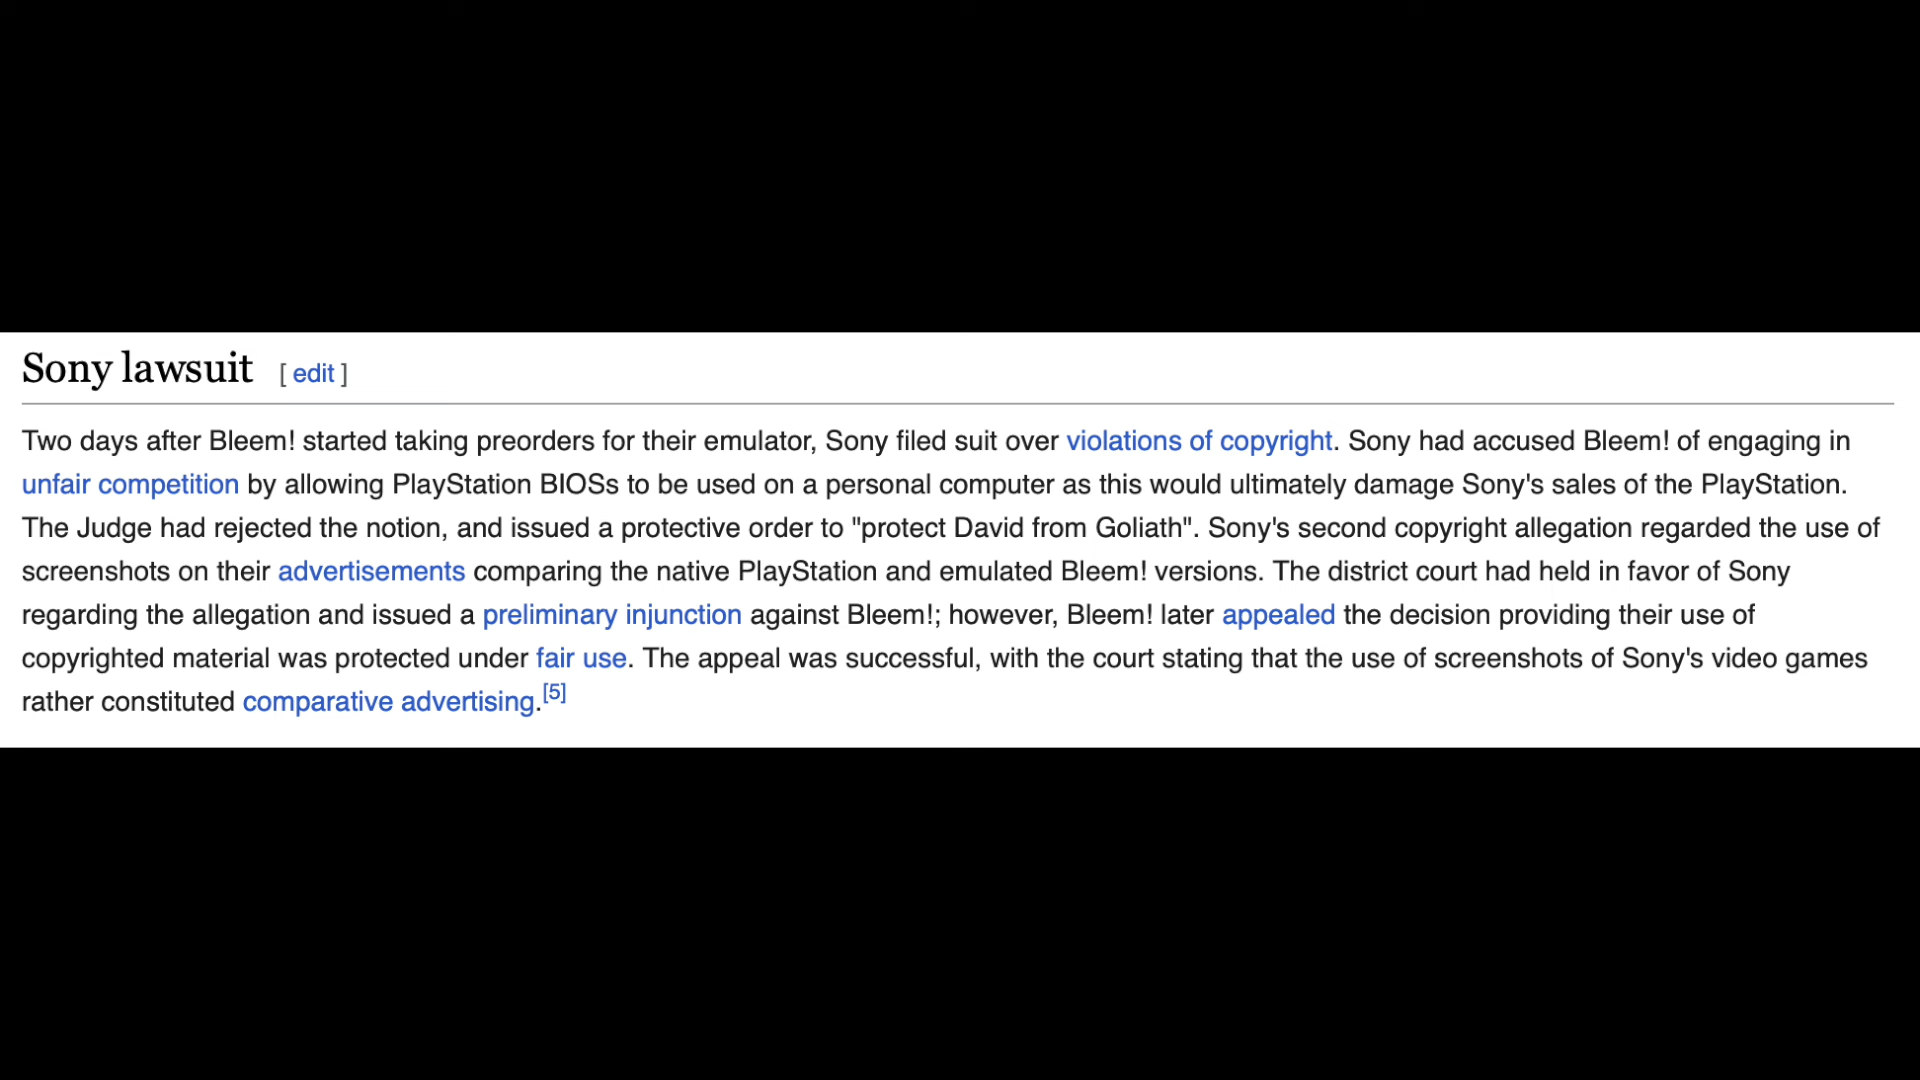 Sony lawsuit [ edit ]
Two days after Bleem! started taking preorders for their emulator, Sony filed suit over violations of copyright. Sony had accused Bleem! of engaging in
unfair competition by allowing PlayStation BIOSs to be used on a personal computer as this would ultimately damage Sony's sales of the PlayStation.
The Judge had rejected the notion, and issued a protective order to "protect David from Goliath". Sony's second copyright allegation regarded the use of
screenshots on their advertisements comparing the native PlayStation and emulated Bleem! versions. The district court had held in favor of Sony
regarding the allegation and issued a preliminary injunction against Bleem!; however, Bleem! later appealed the decision providing their use of
copyrighted material was protected under fair use. The appeal was successful, with the court stating that the use of screenshots of Sony's video games
rather constituted comparative advertising.[5]